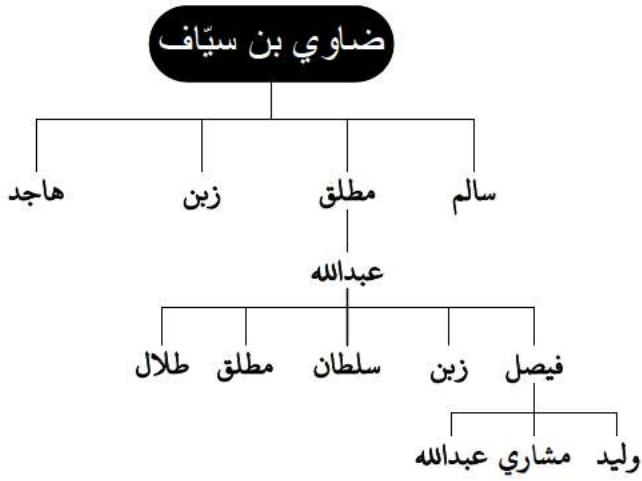 ضاوي بن سيّاف
سالم مطلق زبن هاجد
عبدالله
فيصل زبن سلطان مطلق طلال
وليد مشاري عبدالله